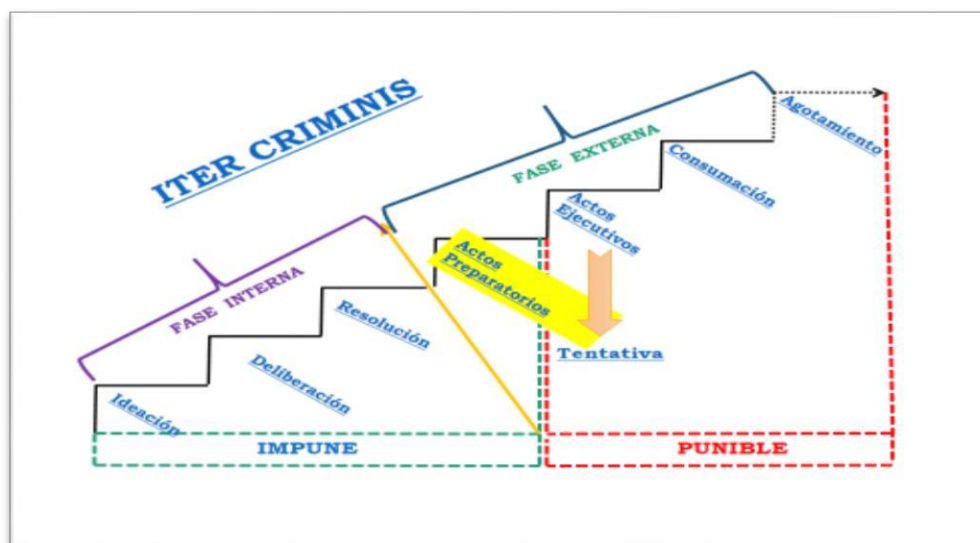 ITER CRIMINIS
FASE INTERNA
FASE EXTERNA
Ideación
Deliberación
Resolución
Actos
Preparatorios
Actos
Ejecutivos
Tentativa
Consumación
Agotamiento
IMPUNE
PUNIBLE